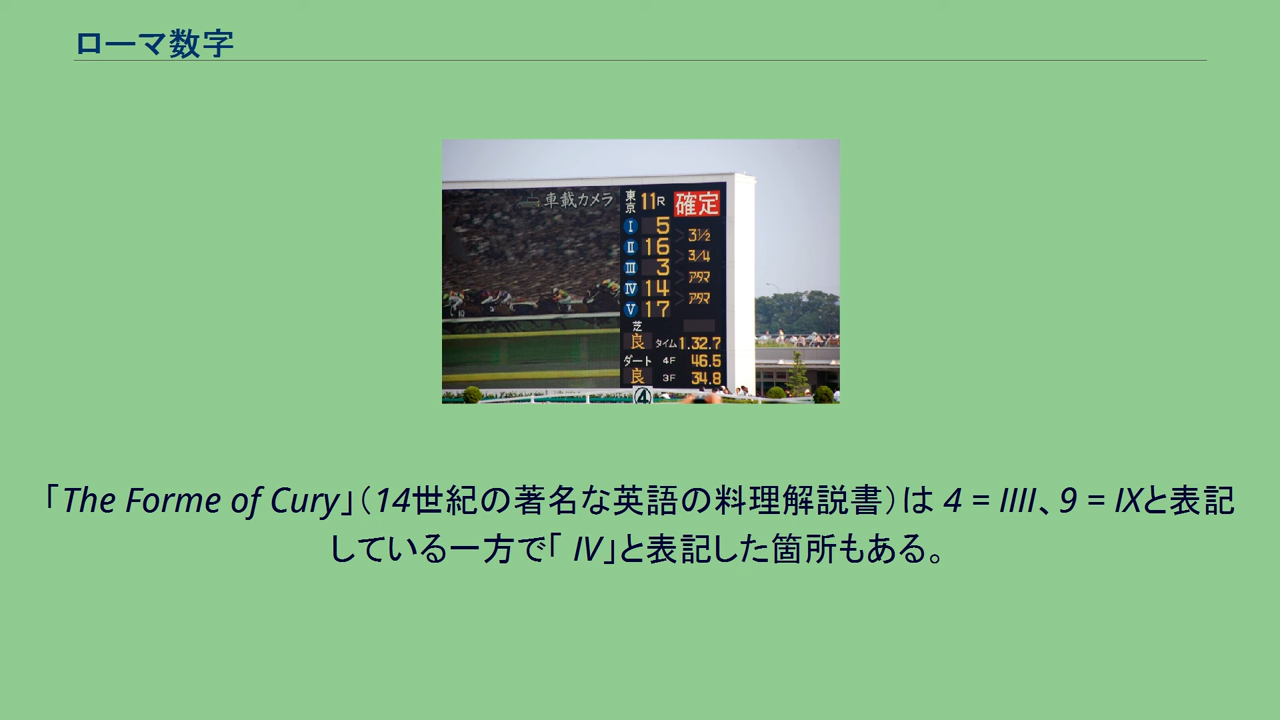 ローマ数字
車載カメラ
東京 11R 確定
Ⅰ 5
3½
Ⅱ 16
3/4
Ⅲ 3
アタマ
Ⅳ 14
アタマ
Ⅴ 17
芝
良 タイム 1.32.7
ダート 4F 46.5
良 3F 34.8
4
「The Forme of Cury」（14世紀の著名な英語の料理解説書）は 4 = IIII、9 = IXと表記
している一方で「 IV」と表記した箇所もある。